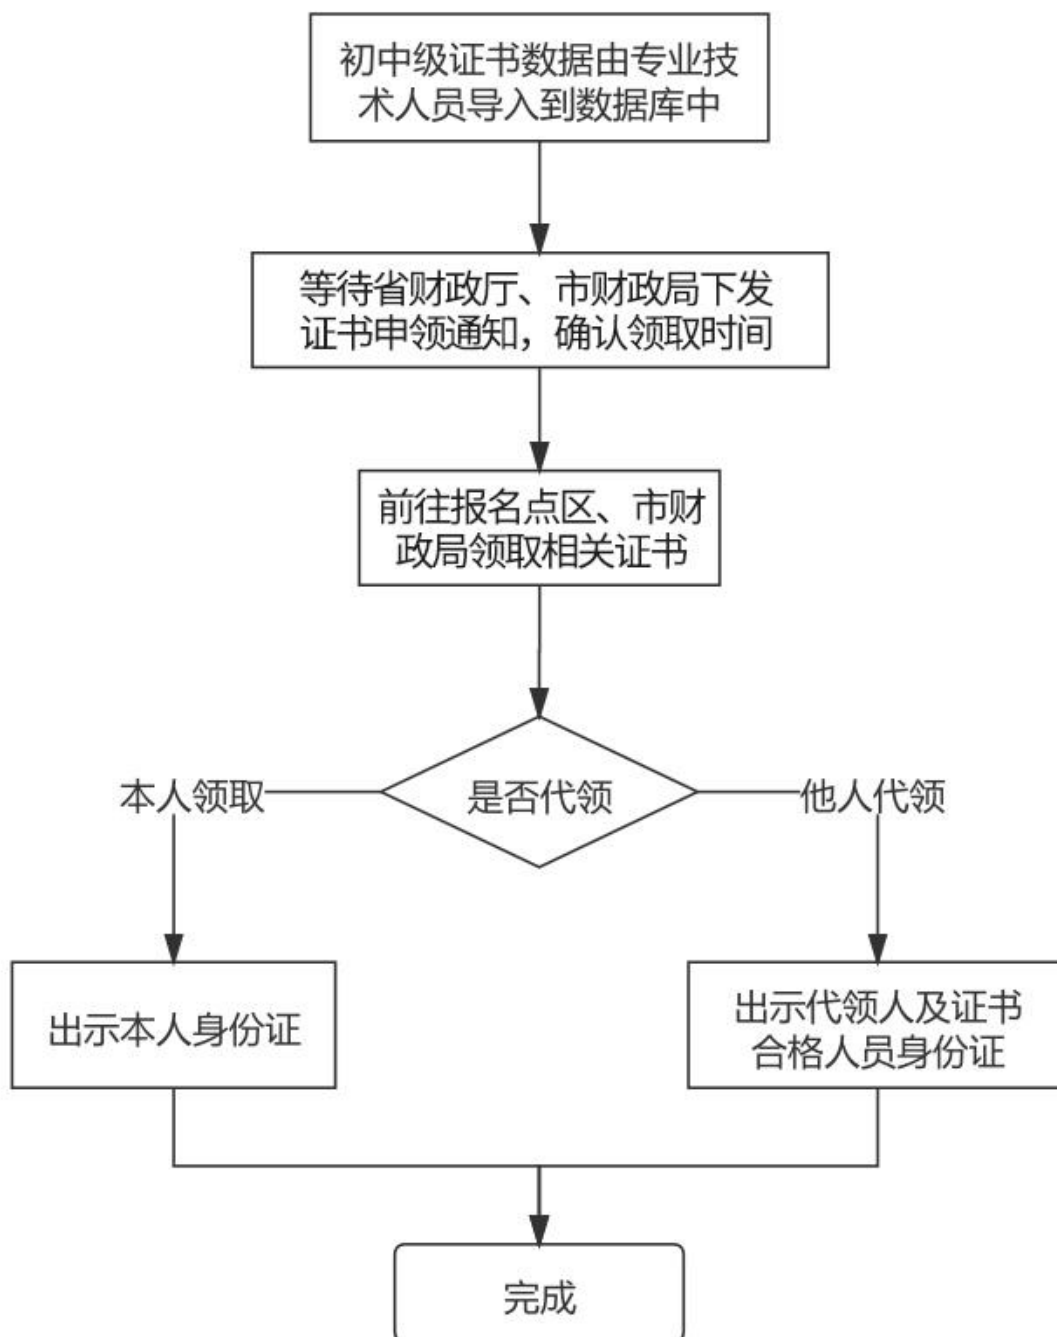 初中级证书数据由专业技
术人员导入到数据库中
等待省财政厅、市财政局下发
证书申领通知，确认领取时间
前往报名点区、市财
政局领取相关证书
是否代领
本人领取
他人代领
出示本人身份证
出示代领人及证书
合格人员身份证
完成